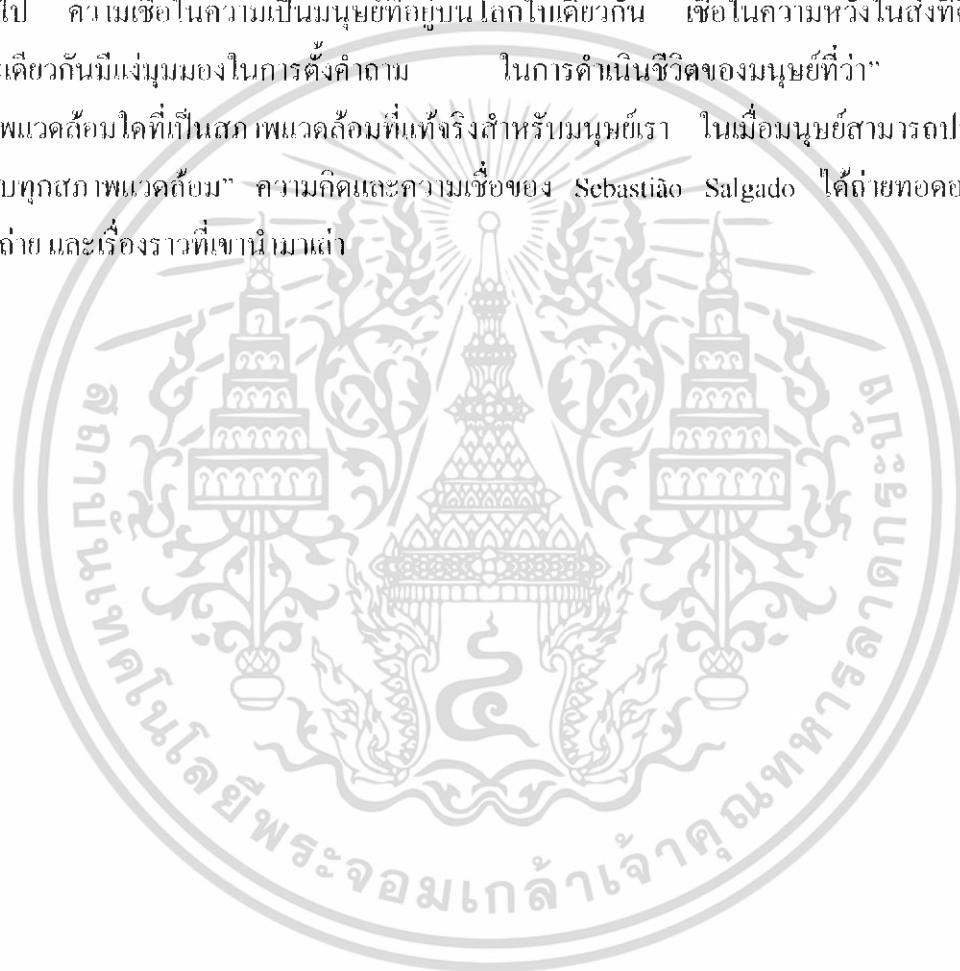 ไป ความเชื่อในความเป็นมนุษย์ที่อยู่บนโลกใบเดียวกัน เชื่อในความหวังในสิ่งที่
ะเดียวกันมีแง่มุมมองในการตั้งคำถาม ในการดำเนินชีวิตของมนุษย์ที่ว่า”
พแวดล้อมใดที่เป็นสภาพแวดล้อมที่แท้จริงสำหรับมนุษย์เรา ในเมื่อมนุษย์สามารถป
บทุกสภาพแวดล้อม” ความคิดและความเชื่อของ Sebastião Salgado ได้ถ่ายทอดอ
ถ่าย และเรื่องราวที่เขานำมาเล่า
สถาบันเทคโนโลยีพระจอมเกล้าเจ้าคุณทหารลาดกระบัง